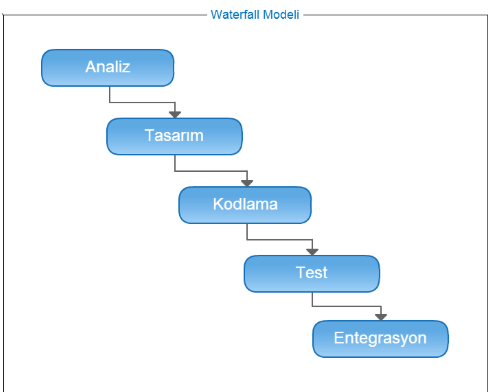 Waterfall Modeli
Analiz
Tasarım
Kodlama
Test
Entegrasyon